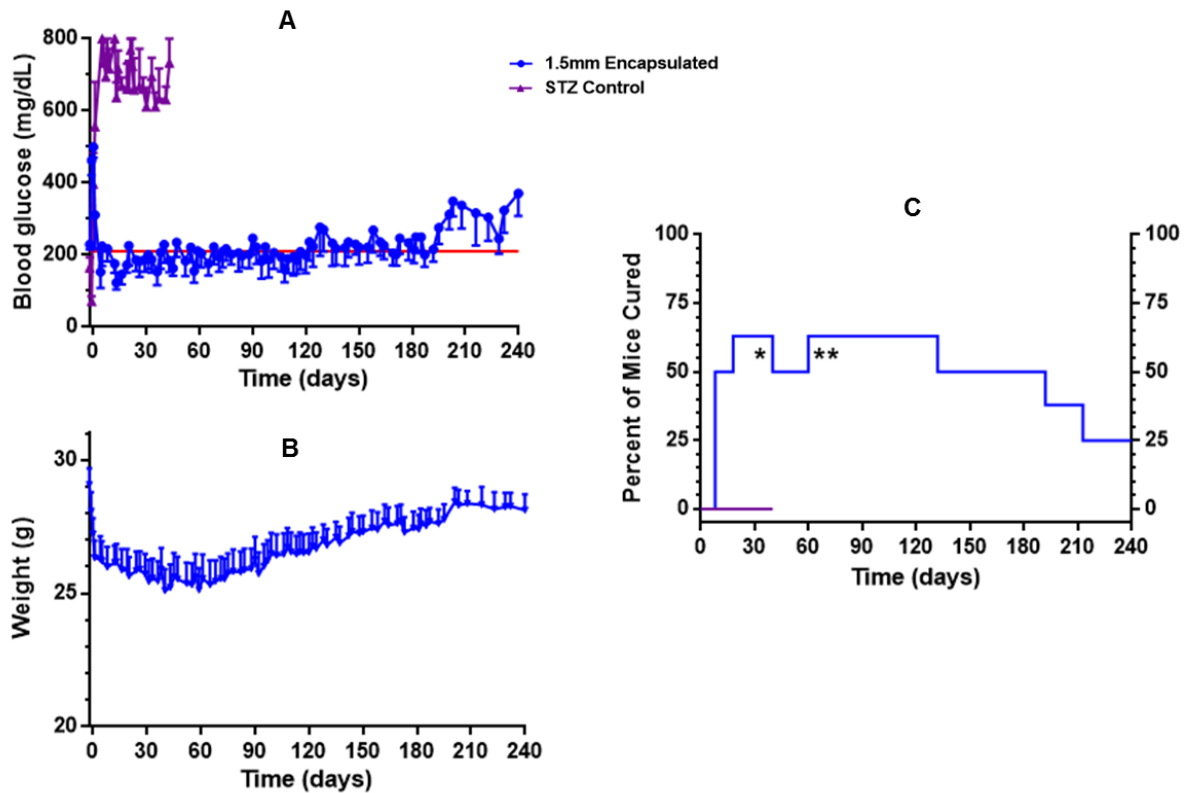 A
Blood glucose (mg/dL)
800
600
400
200
0
0 30 60 90 120 150 180 210 240
Time (days)
1.5mm Encapsulated
STZ Control
B
Weight (g)
30
25
20
0 30 60 90 120 150 180 210 240
Time (days)
C
Percent of Mice Cured
100 100
75 75
50 50
25 25
0 0
* **
0 30 60 90 120 150 180 210 240
Time (days)